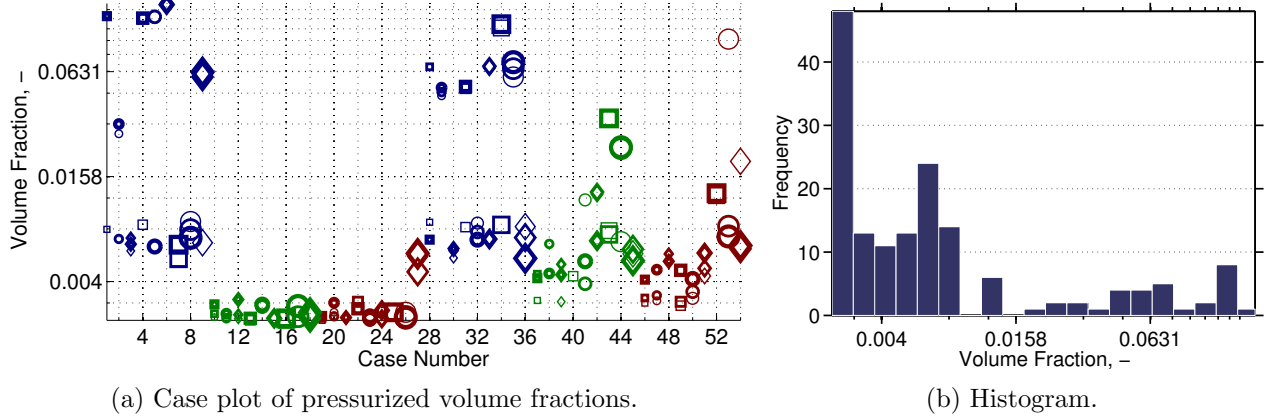 Volume Fraction, –
0.0631
0.0158
0.004
4 8 12 16 20 24 28 32 36 40 44 48 52
Case Number
(a) Case plot of pressurized volume fractions.
Frequency
40
30
20
10
0
0.004 0.0158 0.0631
Volume Fraction, –
(b) Histogram.